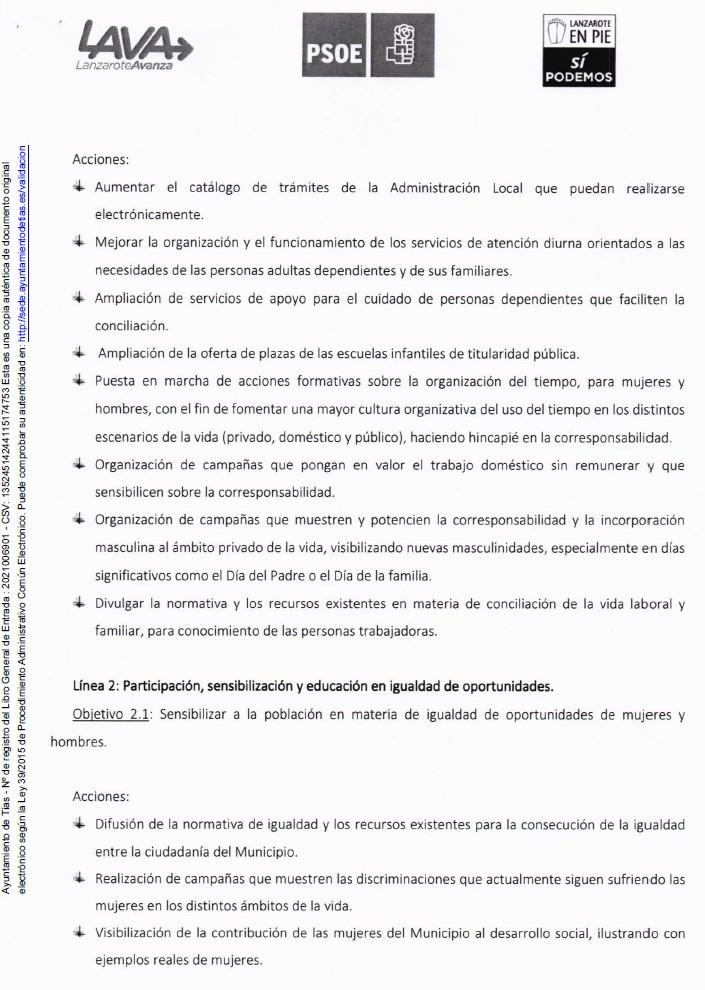 LAVA
LanzaroteAvanza
PSOE
LANZAROTE
EN PIE
SÍ
PODEMOS
Acciones:
Aumentar el catálogo de trámites de la Administración Local que puedan realizarse
electrónicamente.
Mejorar la organización y el funcionamiento de los servicios de atención diurna orientados a las
necesidades de las personas adultas dependientes y de sus familiares.
Ampliación de servicios de apoyo para el cuidado de personas dependientes que faciliten la
conciliación.
Ampliación de la oferta de plazas de las escuelas infantiles de titularidad pública.
Puesta en marcha de acciones formativas sobre la organización del tiempo, para mujeres y
hombres, con el fin de fomentar una mayor cultura organizativa del uso del tiempo en los distintos
escenarios de la vida (privado, doméstico y público), haciendo hincapié en la corresponsabilidad.
Organización de campañas que pongan en valor el trabajo doméstico sin remunerar y que
sensibilicen sobre la corresponsabilidad.
Organización de campañas que muestren y potencien la corresponsabilidad y la incorporación
masculina al ámbito privado de la vida, visibilizando nuevas masculinidades, especialmente en días
significativos como el Día del Padre o el Día de la familia.
Divulgar la normativa y los recursos existentes en materia de conciliación de la vida laboral y
familiar, para conocimiento de las personas trabajadoras.
Línea 2: Participación, sensibilización y educación en igualdad de oportunidades.
Objetivo 2.1: Sensibilizar a la población en materia de igualdad de oportunidades de mujeres y
hombres.
Acciones:
Difusión de la normativa de igualdad y los recursos existentes para la consecución de la igualdad
entre la ciudadanía del Municipio.
Realización de campañas que muestren las discriminaciones que actualmente siguen sufriendo las
mujeres en los distintos ámbitos de la vida.
Visibilización de la contribución de las mujeres del Municipio al desarrollo social, ilustrando con
ejemplos reales de mujeres.
Ayuntamiento de Tías - Nº de registro del Libro General de Entrada : 2021006901 - CSV: 13524514244115174753 Esta es una copia auténtica de documento original
electrónico según la Ley 39/2015 de Procedimiento Administrativo Común Electrónico. Puede comprobar su autenticidad en: http://sede.ayuntamientodetias.es/validacion